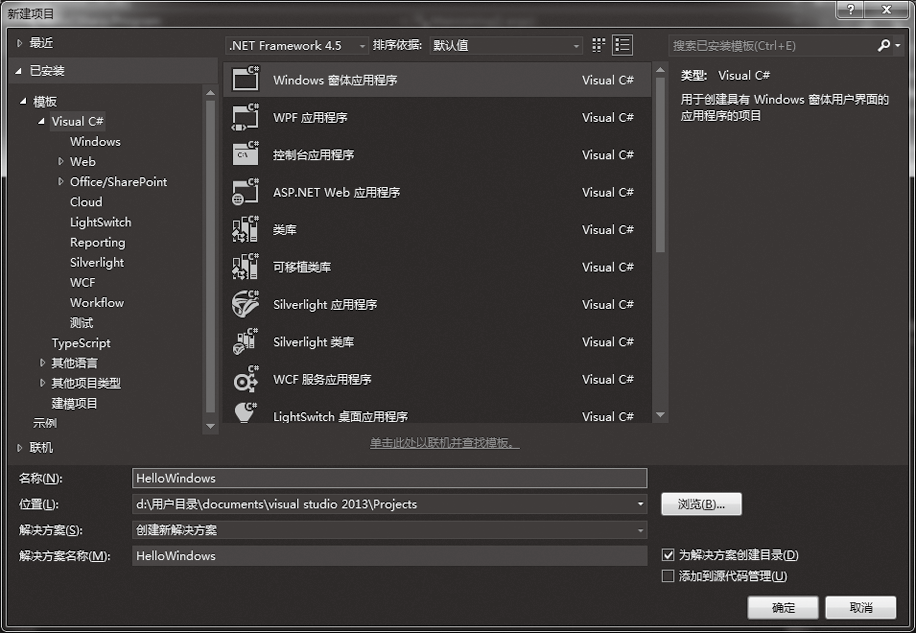 新建项目
最近
.NET Framework 4.5
排序依据:
默认值
搜索已安装模板(Ctrl+E)
已安装
模板
Visual C#
Windows
Web
Office/SharePoint
Cloud
LightSwitch
Reporting
Silverlight
WCF
Workflow
测试
TypeScript
其他语言
其他项目类型
建模项目
示例
联机
Windows 窗体应用程序 Visual C#
WPF 应用程序 Visual C#
控制台应用程序 Visual C#
ASP.NET Web 应用程序 Visual C#
类库 Visual C#
可移植类库 Visual C#
Silverlight 应用程序 Visual C#
Silverlight 类库 Visual C#
WCF 服务应用程序 Visual C#
LightSwitch 桌面应用程序 Visual C#
单击此处以联机并查找模板。
类型: Visual C#
用于创建具有 Windows 窗体用户界面的
应用程序的项目
名称(N): HelloWindows
位置(L): d:\用户目录\documents\visual studio 2013\Projects
浏览(B)...
解决方案(S): 创建新解决方案
解决方案名称(M): HelloWindows
为解决方案创建目录(D)
添加到源代码管理(U)
确定
取消